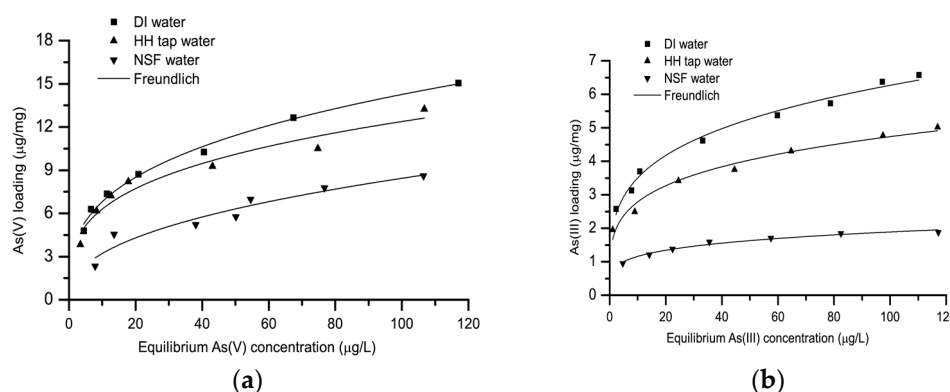 DI water
HH tap water
NSF water
Freundlich
18
15
12
9
6
3
0
As(V) loading (μg/mg)
0 20 40 60 80 100 120
Equilibrium As(V) concentration (μg/L)
(a)
DI water
HH tap water
NSF water
Freundlich
7
6
5
4
3
2
1
0
As(III) loading (μg/mg)
0 20 40 60 80 100 120
Equilibrium As(III) concentration (μg/L)
(b)